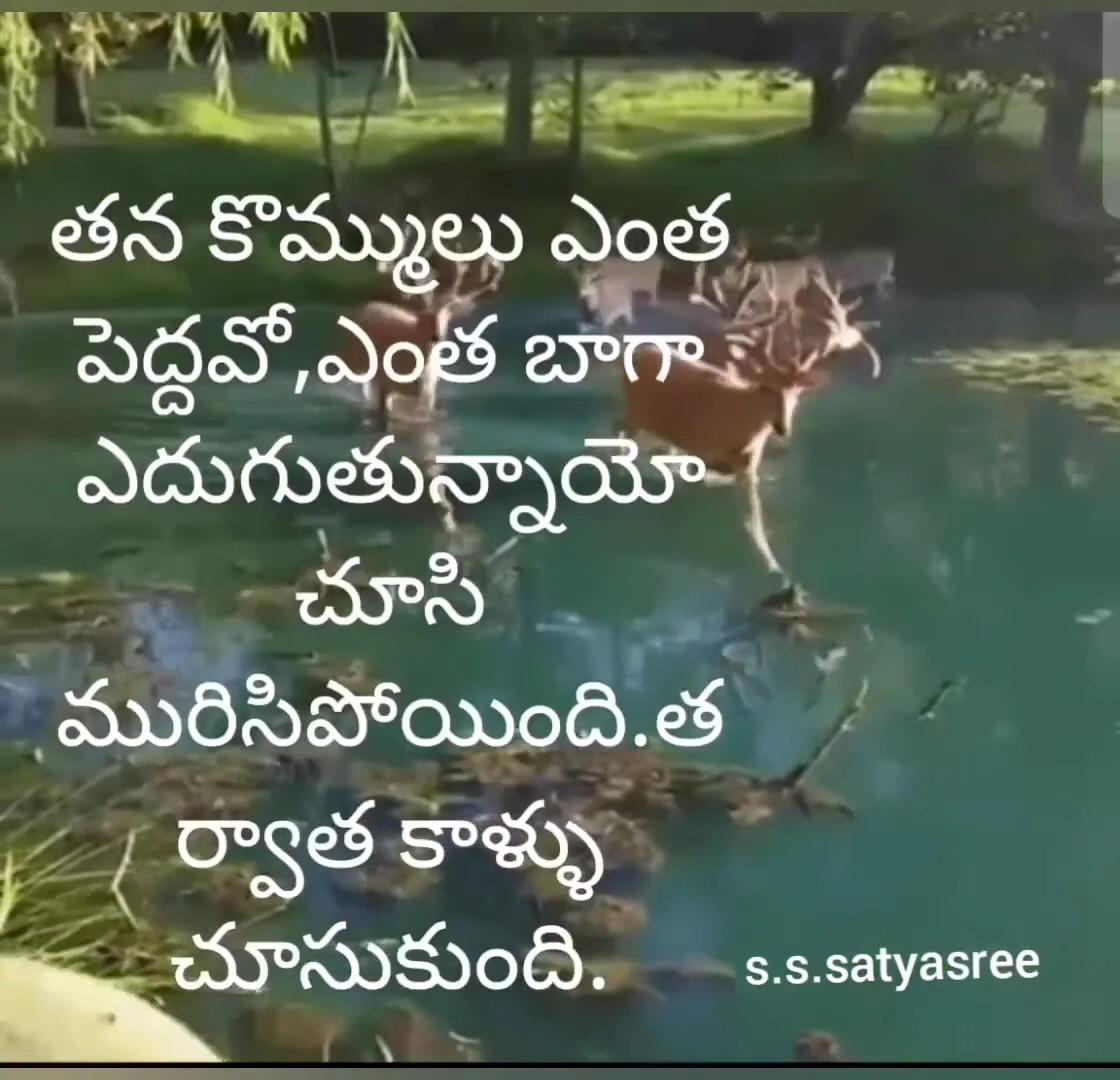 తన కొమ్ములు ఎంత
పెద్దవో,ఎంత బాగా
ఎదుగుతున్నాయో
చూసి
మురిసిపోయింది.త
ర్వాత కాళ్ళు
చూసుకుంది.
s.s.satyasree